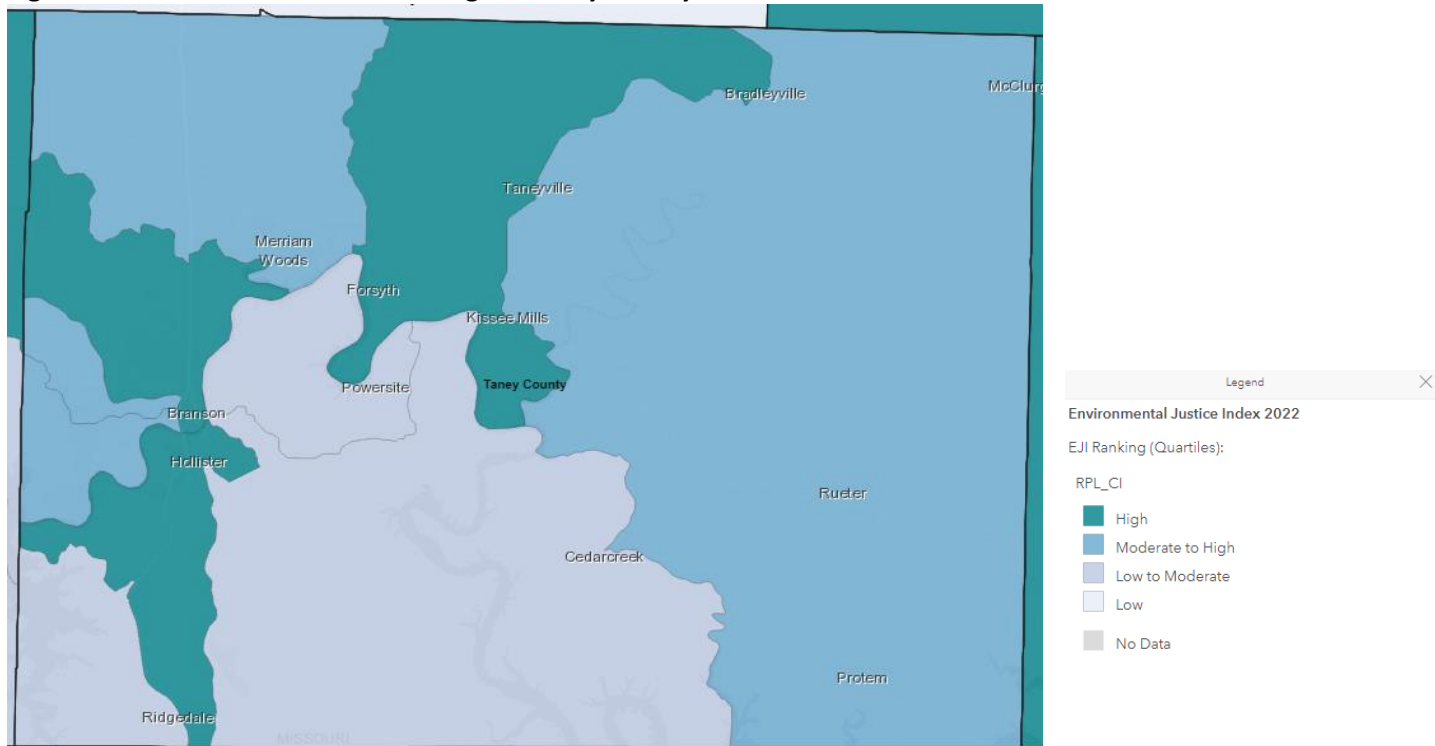 Bradleyville
McClurg
Taneyville
Merriam
Woods
Forsyth
Kissee Mills
Powersite
Taney County
Branson
Hollister
Rueter
Cedarcreek
Protem
Ridgedale
MISSOURI
Legend
Environmental Justice Index 2022
EJI Ranking (Quartiles):
RPL_CI
High
Moderate to High
Low to Moderate
Low
No Data